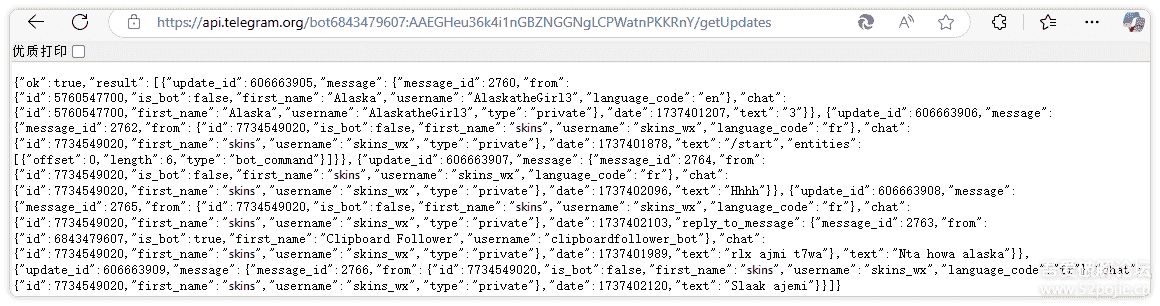 https://api.telegram.org/bot6843479607:AAEGHeu36k4i1nGBZNGGNgLCPWatnPKKRnY/getUpdates
优质打印
{"ok":true,"result":[{"update_id":606663905,"message":{"message_id":2760,"from":
{"id":5760547700,"is_bot":false,"first_name":"Alaska","username":"AlaskatheGirl3","language_code":"en"},"chat":
{"id":5760547700,"first_name":"Alaska","username":"AlaskatheGirl3","type":"private"},"date":1737401207,"text":"3"}},{"update_id":606663906,"message":
{"message_id":2762,"from":{"id":7734549020,"is_bot":false,"first_name":"skins","username":"skins_wx","language_code":"fr"},"chat":
{"id":7734549020,"first_name":"skins","username":"skins_wx","type":"private"},"date":1737401878,"text":"/start","entities":
[{"offset":0,"length":6,"type":"bot_command"}]}},{"update_id":606663907,"message":{"message_id":2764,"from":
{"id":7734549020,"is_bot":false,"first_name":"skins","username":"skins_wx","language_code":"fr"},"chat":
{"id":7734549020,"first_name":"skins","username":"skins_wx","type":"private"},"date":1737402096,"text":"Hhhh"}},{"update_id":606663908,"message":
{"message_id":2765,"from":{"id":7734549020,"is_bot":false,"first_name":"skins","username":"skins_wx","language_code":"fr"},"chat":
{"id":7734549020,"first_name":"skins","username":"skins_wx","type":"private"},"date":1737402103,"reply_to_message":{"message_id":2763,"from":
{"id":6843479607,"is_bot":true,"first_name":"Clipboard Follower","username":"clipboardfollower_bot"},"chat":
{"id":7734549020,"first_name":"skins","username":"skins_wx","type":"private"},"date":1737401989,"text":"rlx ajmi t7wa"},"text":"Nta howa alaska"}},
{"update_id":606663909,"message":{"message_id":2766,"from":{"id":7734549020,"is_bot":false,"first_name":"skins","username":"skins_wx","language_code":"fr"},"chat":
{"id":7734549020,"first_name":"skins","username":"skins_wx","type":"private"},"date":1737402120,"text":"Slaak ajemi"}}]}
www.52pojie.cn